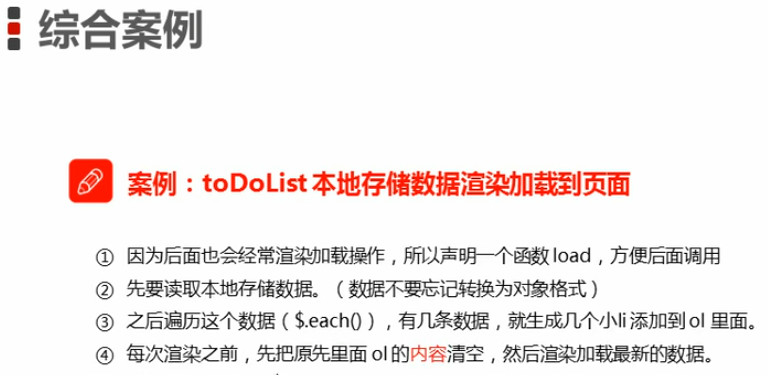 综合案例
案例：toDoList 本地存储数据渲染加载到页面
① 因为后面也会经常渲染加载操作，所以声明一个函数 load，方便后面调用
② 先要读取本地存储数据。（数据不要忘记转换为对象格式）
③ 之后遍历这个数据（$.each()），有几条数据，就生成几个小li 添加到 ol 里面。
④ 每次渲染之前，先把原先里面 ol 的内容清空，然后渲染加载最新的数据。